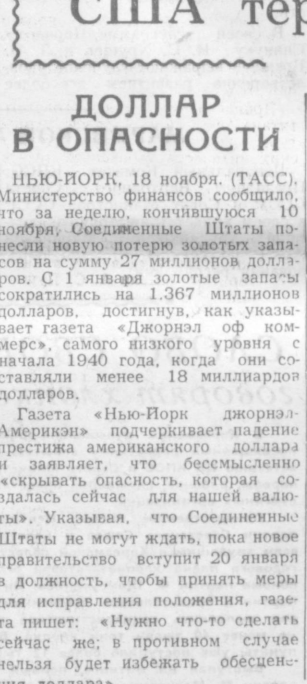 США тер
ДОЛЛАР
В ОПАСНОСТИ
НЬЮ-ЙОРК, 18 ноября. (ТАСС).
Министерство финансов сообщило,
что за неделю, кончившуюся 10
ноября, Соединенные Штаты по-
несли новую потерю золотых запа-
сов на сумму 27 миллионов долла-
ров. С 1 января золотые запасы
сократились на 1.367 миллионов
долларов, достигнув, как указы-
вает газета «Джорнэл оф ком-
мерс», самого низкого уровня с
начала 1940 года, когда они со-
ставляли менее 18 миллиардов
долларов.
Газета «Нью-Йорк джорнэл-
Америкэн» подчеркивает падение
престижа американского доллара
и заявляет, что бессмысленно
«скрывать опасность, которая со-
здалась сейчас для нашей валю-
ты». Указывая, что Соединенные
Штаты не могут ждать, пока новое
правительство вступит 20 января
в должность, чтобы принять меры
для исправления положения, газе-
та пишет: «Нужно что-то сделать
сейчас же; в противном случае
нельзя будет избежать обесцене-
ния доллара».